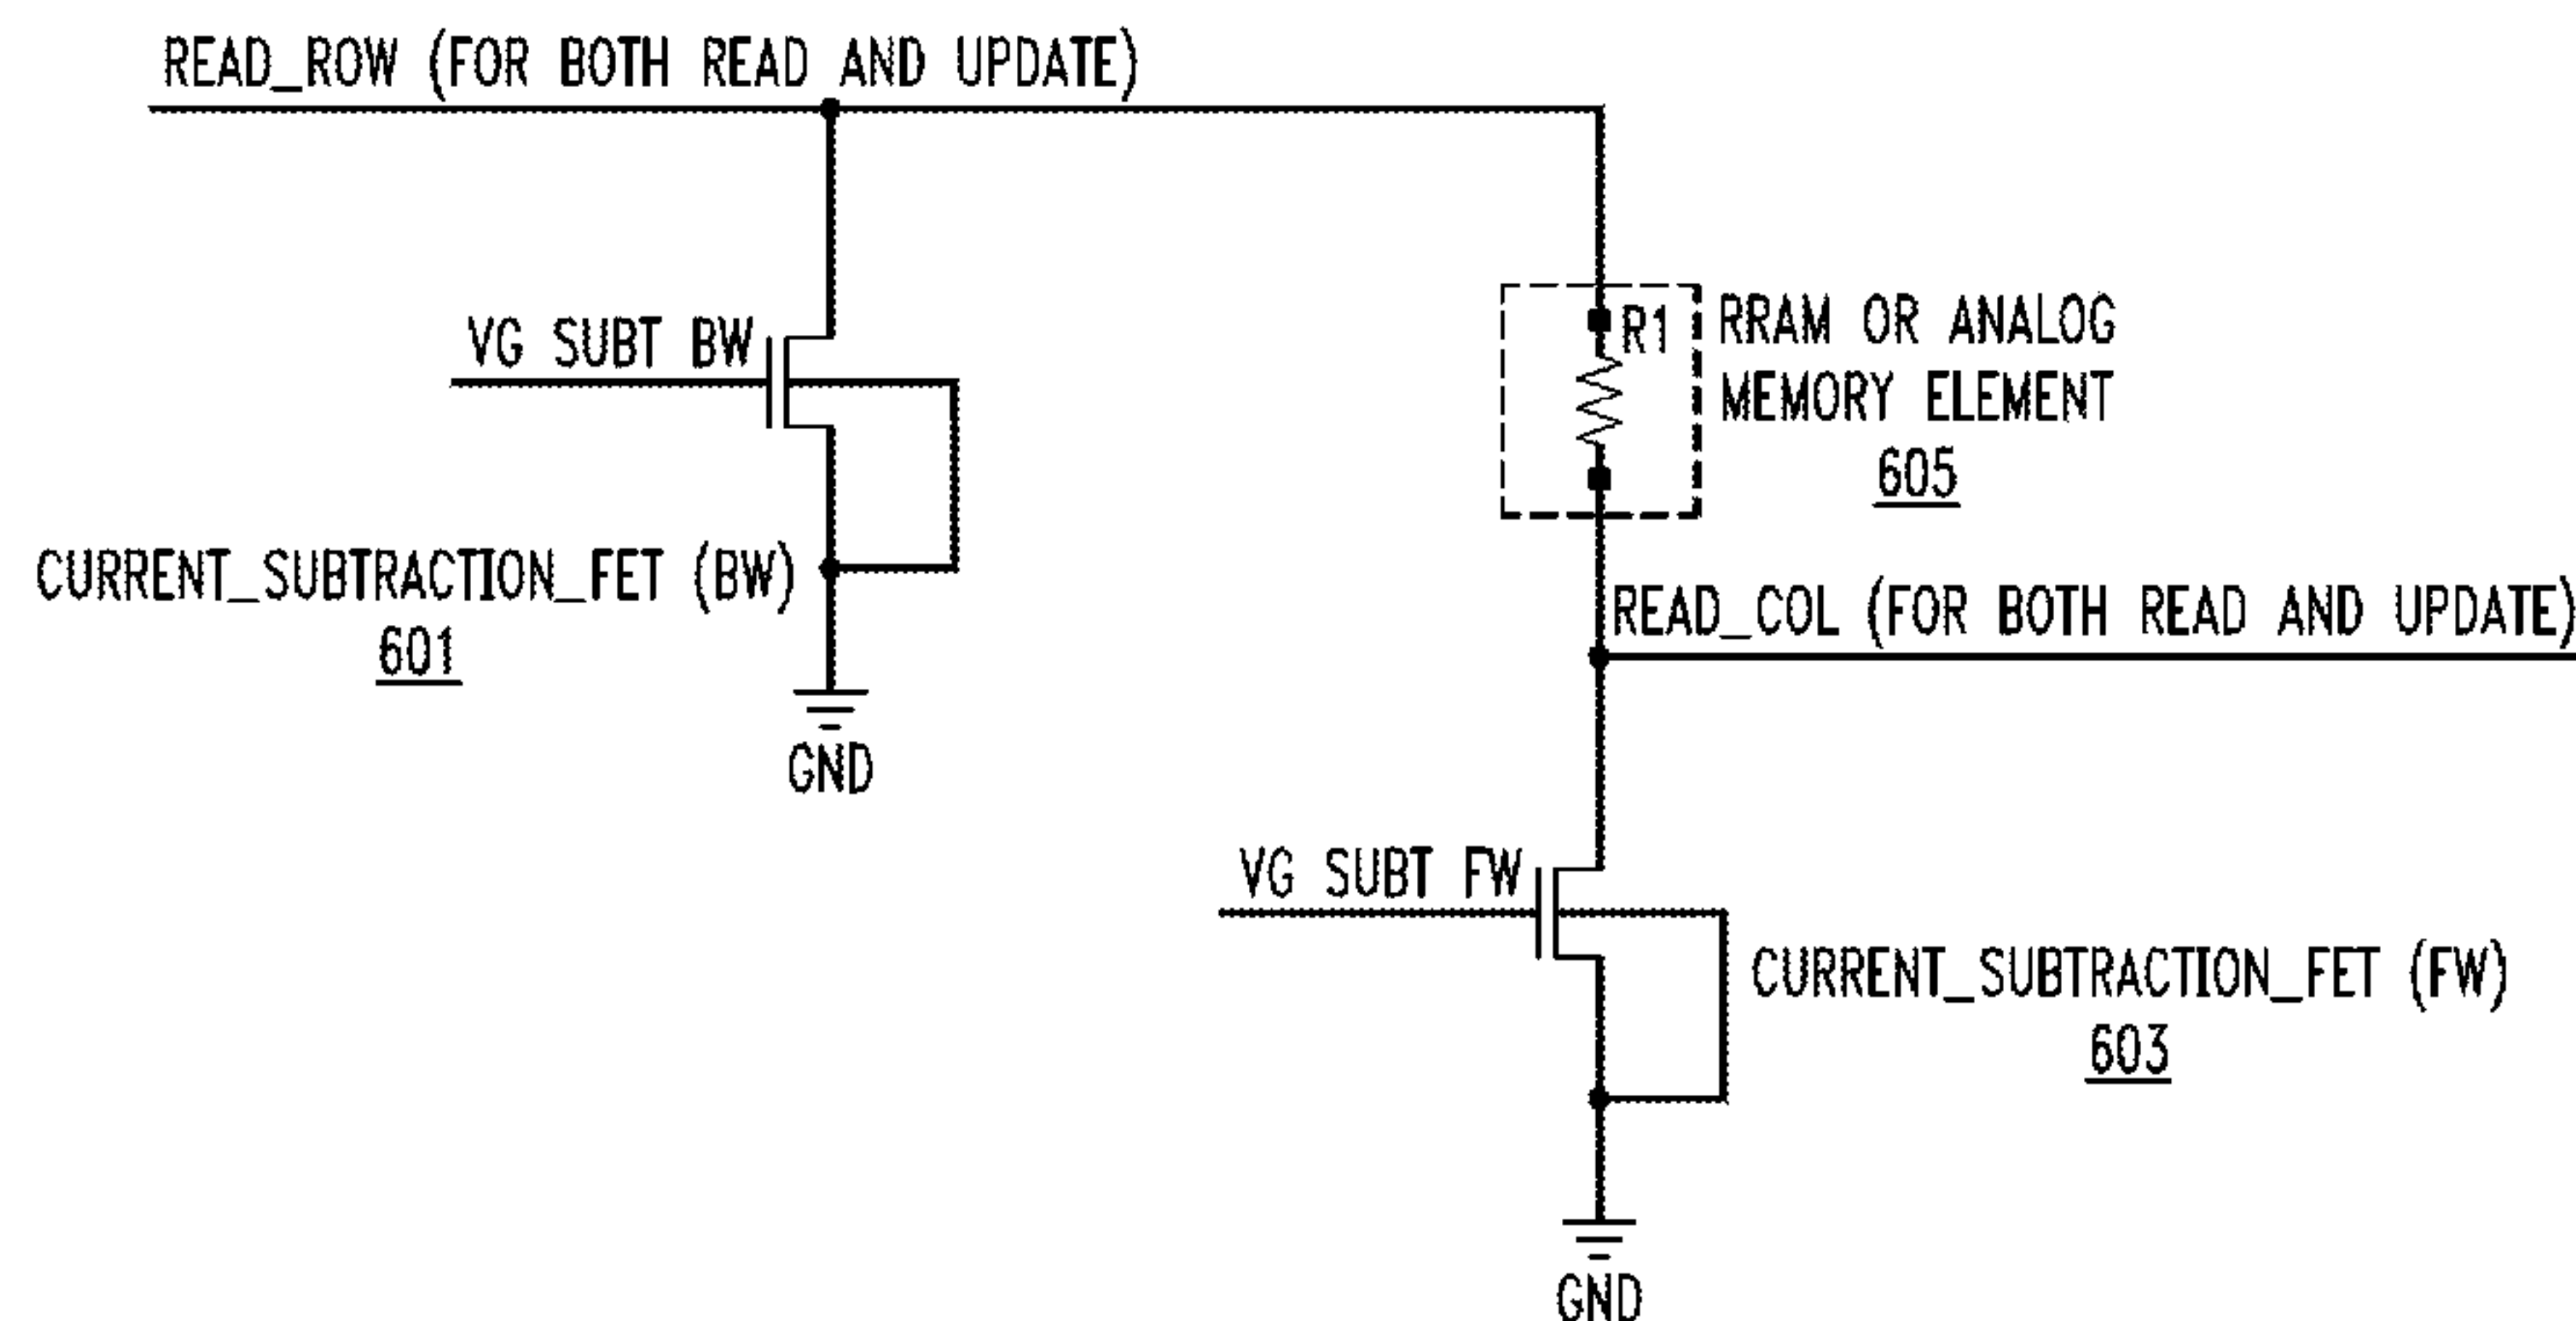 READ_ROW (FOR BOTH READ AND UPDATE)
R1
RRAM OR ANALOG
MEMORY ELEMENT
605
VG SUBT BW
CURRENT_SUBTRACTION_FET (BW)
601
GND
READ_COL (FOR BOTH READ AND UPDATE)
VG SUBT FW
CURRENT_SUBTRACTION_FET (FW)
603
GND